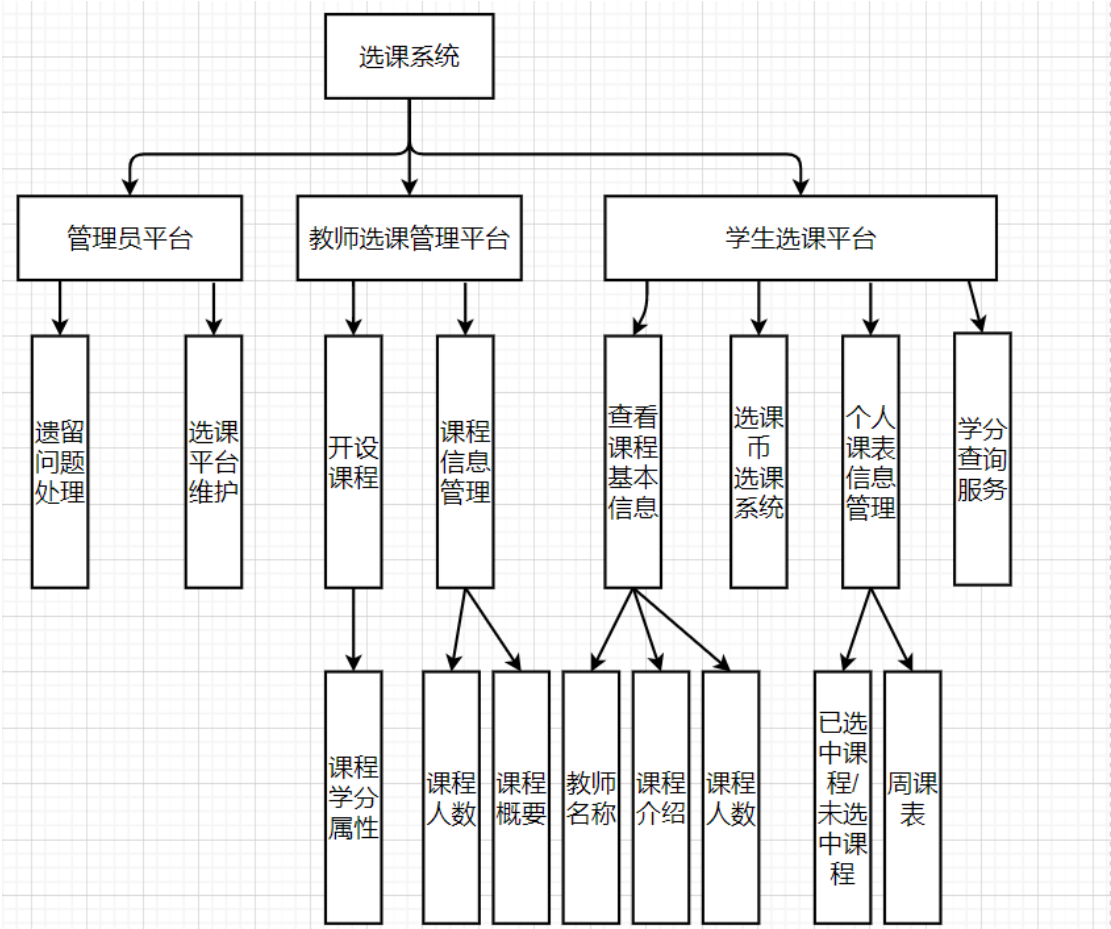 选课系统
管理员平台
教师选课管理平台
学生选课平台
遗留
问题
处理
选课
平台
维护
开设
课程
课程
信息
管理
查看
课程
基本
信息
选课
币
选课
系统
个人
课表
信息
管理
学分
查询
服务
课程
学分
属性
课程
人数
课程
概要
教师
名称
课程
介绍
课程
人数
已选
中课
程/
未选
中课
程
周课
表